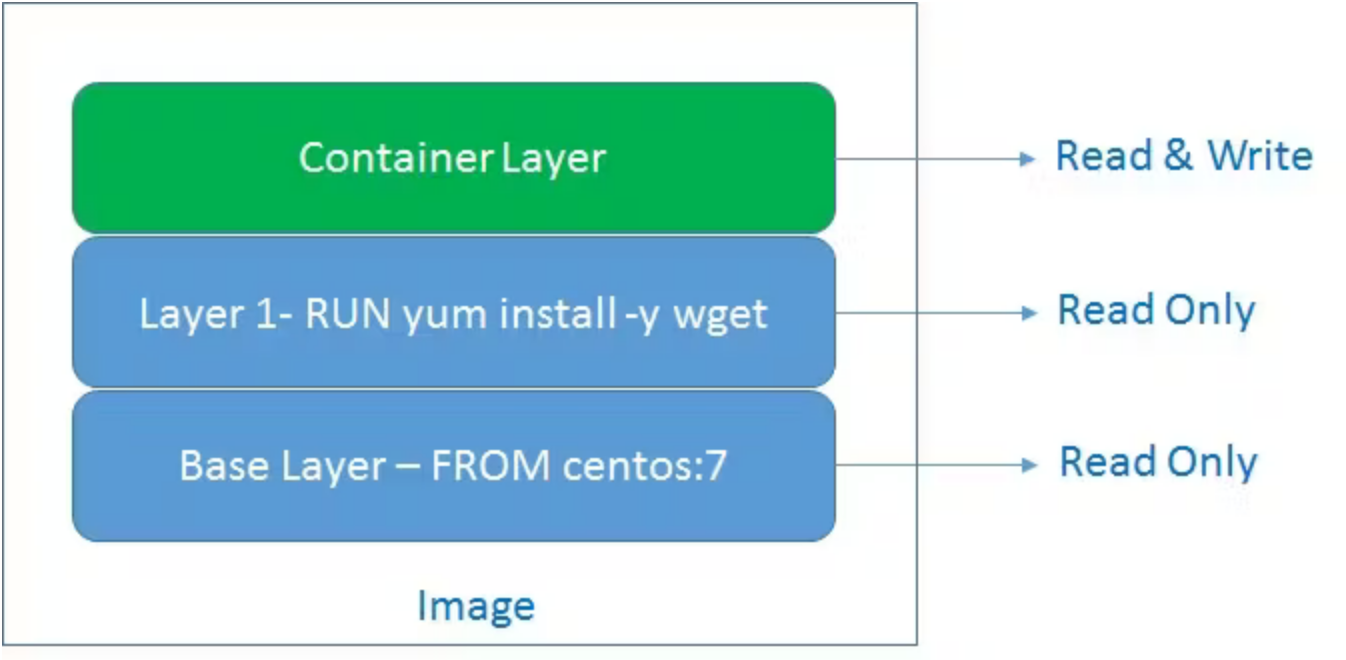 Container Layer
Read & Write
Layer 1- RUN yum install -y wget
Read Only
Base Layer – FROM centos:7
Read Only
Image